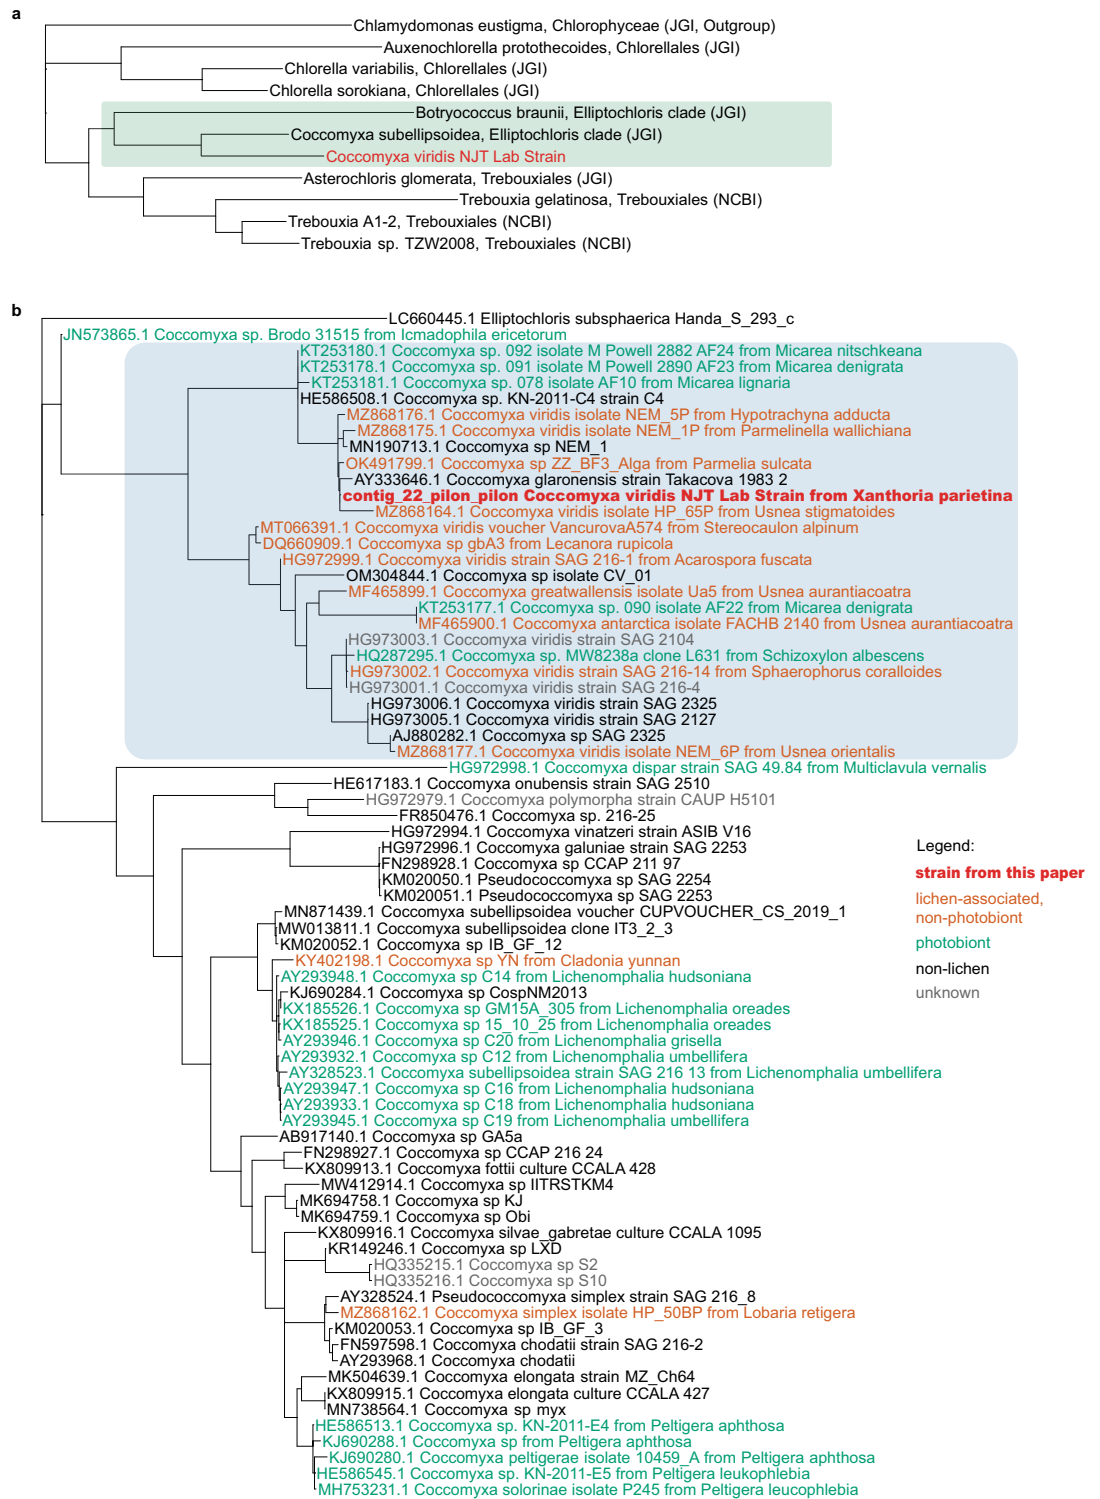 a
Chlamydomonas eustigma, Chlorophyceae (JGI, Outgroup)
Auxenochlorella protothecoides, Chlorellales (JGI)
Chlorella variabilis, Chlorellales (JGI)
Chlorella sorokiana, Chlorellales (JGI)
Botryococcus braunii, Elliptochloris clade (JGI)
Coccomyxa subellipsoidea, Elliptochloris clade (JGI)
Coccomyxa viridis NJT Lab Strain
Asterochloris glomerata, Trebouxiales (JGI)
Trebouxia gelatinosa, Trebouxiales (NCBI)
Trebouxia A1-2, Trebouxiales (NCBI)
Trebouxia sp. TZW2008, Trebouxiales (NCBI)
b
LC660445.1 Elliptochloris subsphaerica Handa_S_293_c
JN573865.1 Coccomyxa sp. Brodo 31515 from Icmadophila ericetorum
KT253180.1 Coccomyxa sp. 092 isolate M Powell 2882 AF24 from Micarea nitschkeana
KT253178.1 Coccomyxa sp. 091 isolate M Powell 2890 AF23 from Micarea denigrata
KT253181.1 Coccomyxa sp. 078 isolate AF10 from Micarea lignaria
HE586508.1 Coccomyxa sp. KN-2011-C4 strain C4
MZ868176.1 Coccomyxa viridis isolate NEM_5P from Hypotrachyna adducta
MZ868175.1 Coccomyxa viridis isolate NEM_1P from Parmelinella wallichiana
MN190713.1 Coccomyxa sp NEM_1
OK491799.1 Coccomyxa sp ZZ_BF3_Alga from Parmelia sulcata
AY333646.1 Coccomyxa glaronensis strain Takacova 1983 2
contig_22_pilon_pilon Coccomyxa viridis NJT Lab Strain from Xanthoria parietina
MZ868164.1 Coccomyxa viridis isolate HP_65P from Usnea stigmatoides
MT066391.1 Coccomyxa viridis voucher VancurovaA574 from Stereocaulon alpinum
DQ660909.1 Coccomyxa sp gbA3 from Lecanora rupicola
HG972999.1 Coccomyxa viridis strain SAG 216-1 from Acarospora fuscata
OM304844.1 Coccomyxa sp isolate CV_01
MF465899.1 Coccomyxa greatwallensis isolate Ua5 from Usnea aurantiacoatra
KT253177.1 Coccomyxa sp. 090 isolate AF22 from Micarea denigrata
MF465900.1 Coccomyxa antarctica isolate FACHB 2140 from Usnea aurantiacoatra
HG973003.1 Coccomyxa viridis strain SAG 2104
HQ287295.1 Coccomyxa sp. MW8238a clone L631 from Schizoxylon albescens
HG973002.1 Coccomyxa viridis strain SAG 216-14 from Sphaerophorus coralloides
HG973001.1 Coccomyxa viridis strain SAG 216-4
HG973006.1 Coccomyxa viridis strain SAG 2325
HG973005.1 Coccomyxa viridis strain SAG 2127
AJ880282.1 Coccomyxa sp SAG 2325
MZ868177.1 Coccomyxa viridis isolate NEM_6P from Usnea orientalis
HG972998.1 Coccomyxa dispar strain SAG 49.84 from Multiclavula vernalis
HE617183.1 Coccomyxa onubensis strain SAG 2510
HG972979.1 Coccomyxa polymorpha strain CAUP H5101
FR850476.1 Coccomyxa sp. 216-25
HG972994.1 Coccomyxa vinatzeri strain ASIB V16
HG972996.1 Coccomyxa galuniae strain SAG 2253
FN298928.1 Coccomyxa sp CCAP 211 97
KM020050.1 Pseudococcomyxa sp SAG 2254
KM020051.1 Pseudococcomyxa sp SAG 2253
MN871439.1 Coccomyxa subellipsoidea voucher CUPVOUCHER_CS_2019_1
MW013811.1 Coccomyxa subellipsoidea clone IT3_2_3
KM020052.1 Coccomyxa sp IB_GF_12
KY402198.1 Coccomyxa sp YN from Cladonia yunnan
AY293948.1 Coccomyxa sp C14 from Lichenomphalia hudsoniana
KJ690284.1 Coccomyxa sp CospNM2013
KX185526.1 Coccomyxa sp GM15A_305 from Lichenomphalia oreades
KX185525.1 Coccomyxa sp 15_10_25 from Lichenomphalia oreades
AY293946.1 Coccomyxa sp C20 from Lichenomphalia grisella
AY293932.1 Coccomyxa sp C12 from Lichenomphalia umbellifera
AY328523.1 Coccomyxa subellipsoidea strain SAG 216 13 from Lichenomphalia umbellifera
AY293947.1 Coccomyxa sp C16 from Lichenomphalia hudsoniana
AY293933.1 Coccomyxa sp C18 from Lichenomphalia hudsoniana
AY293945.1 Coccomyxa sp C19 from Lichenomphalia umbellifera
AB917140.1 Coccomyxa sp GA5a
FN298927.1 Coccomyxa sp CCAP 216 24
KX809913.1 Coccomyxa fottii culture CCALA 428
MW412914.1 Coccomyxa sp IITRSTKM4
MK694758.1 Coccomyxa sp KJ
MK694759.1 Coccomyxa sp Obi
KX809916.1 Coccomyxa silvae_gabretae culture CCALA 1095
KR149246.1 Coccomyxa sp LXD
HQ335215.1 Coccomyxa sp S2
HQ335216.1 Coccomyxa sp S10
AY328524.1 Pseudococcomyxa simplex strain SAG 216_8
MZ868162.1 Coccomyxa simplex isolate HP_50BP from Lobaria retigera
KM020053.1 Coccomyxa sp IB_GF_3
FN597598.1 Coccomyxa chodatii strain SAG 216-2
AY293968.1 Coccomyxa chodatii
MK504639.1 Coccomyxa elongata strain MZ_Ch64
KX809915.1 Coccomyxa elongata culture CCALA 427
MN738564.1 Coccomyxa sp myx
HE586513.1 Coccomyxa sp. KN-2011-E4 from Peltigera aphthosa
KJ690288.1 Coccomyxa sp from Peltigera aphthosa
KJ690280.1 Coccomyxa peltigerae isolate 10459_A from Peltigera aphthosa
HE586545.1 Coccomyxa sp. KN-2011-E5 from Peltigera leukophlebia
MH753231.1 Coccomyxa solorinae isolate P245 from Peltigera leucophlebia
Legend:
strain from this paper
lichen-associated,
non-photobiont
photobiont
non-lichen
unknown